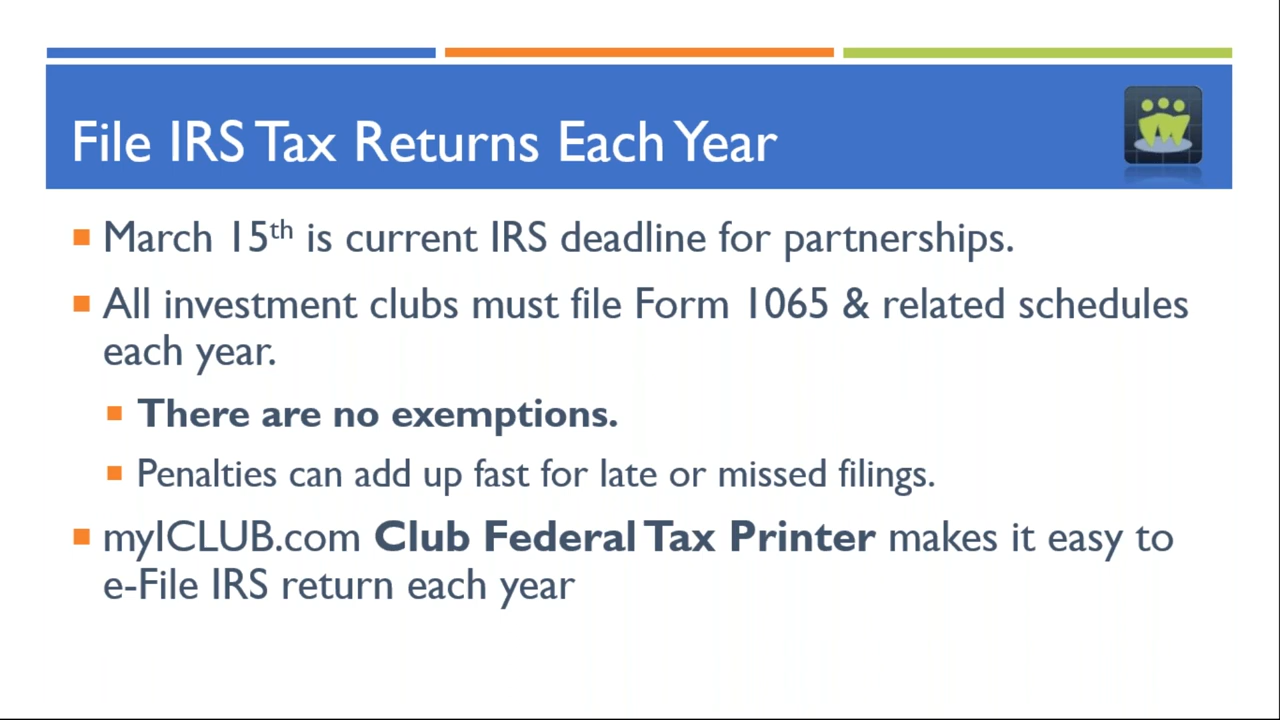 File IRS Tax Returns Each Year
March 15th is current IRS deadline for partnerships.
All investment clubs must file Form 1065 & related schedules
each year.
There are no exemptions.
Penalties can add up fast for late or missed filings.
myICLUB.com Club Federal Tax Printer makes it easy to
e-File IRS return each year